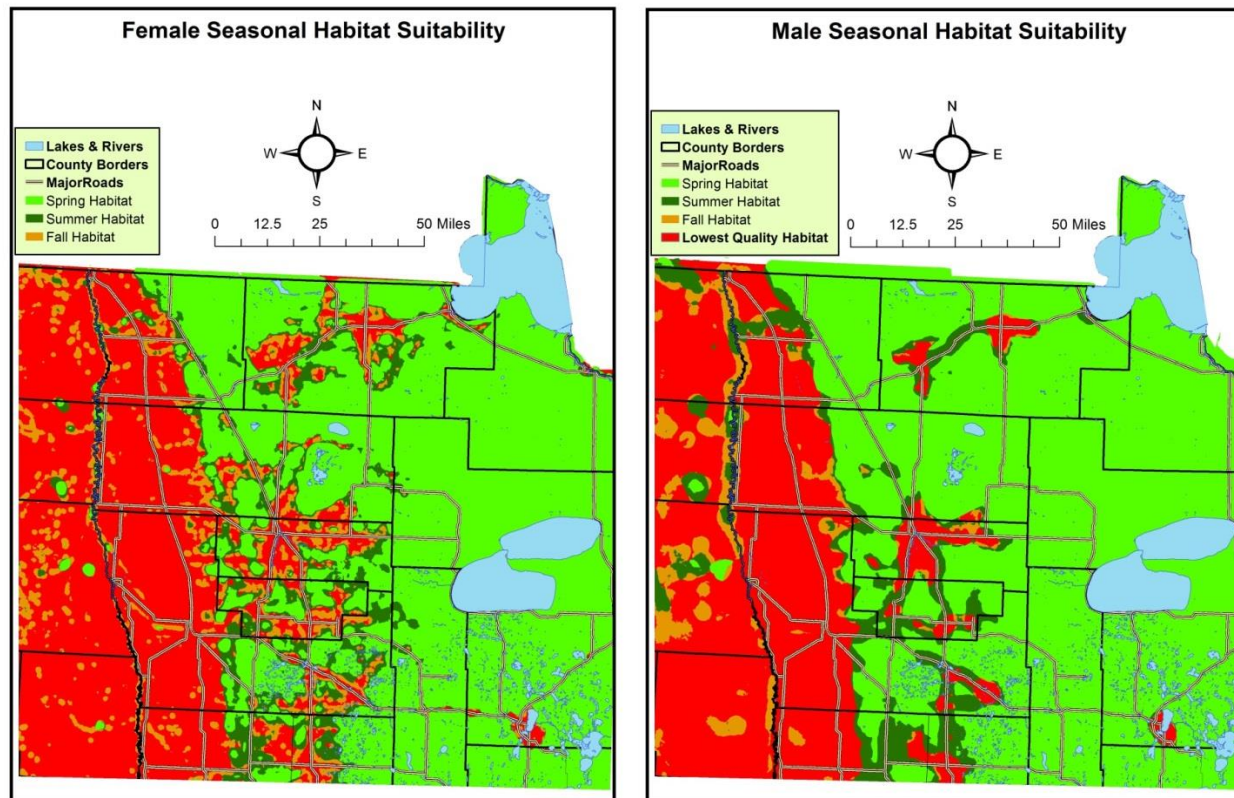 Female Seasonal Habitat Suitability
N
W E
S
Lakes & Rivers
County Borders
MajorRoads
Spring Habitat
Summer Habitat
Fall Habitat
0 12.5 25 50 Miles
Male Seasonal Habitat Suitability
N
W E
S
Lakes & Rivers
County Borders
MajorRoads
Spring Habitat
Summer Habitat
Fall Habitat
Lowest Quality Habitat
0 12.5 25 50 Miles